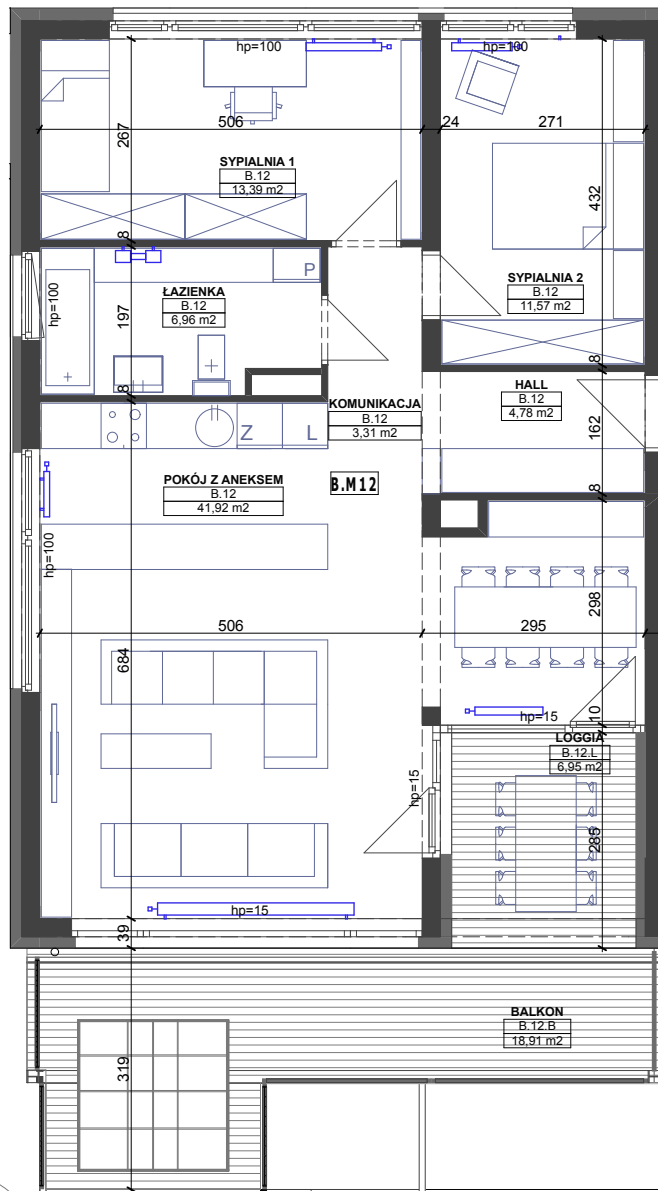 hp=100
hp=100
506
24
271
267
432
SYPIALNIA 1
B.12
13,39 m2
8
P
SYPIALNIA 2
B.12
11,57 m2
ŁAZIENKA
B.12
6,96 m2
hp=100
197
8
8
HALL
B.12
4,78 m2
KOMUNIKACJA
B.12
3,31 m2
162
Z
L
POKÓJ Z ANEKSEM
B.12
41,92 m2
B.M12
8
hp=100
298
506
295
684
hp=15
10
LOGGIA
B.12.L
6,95 m2
hp=15
285
hp=15
39
BALKON
B.12.B
18,91 m2
319